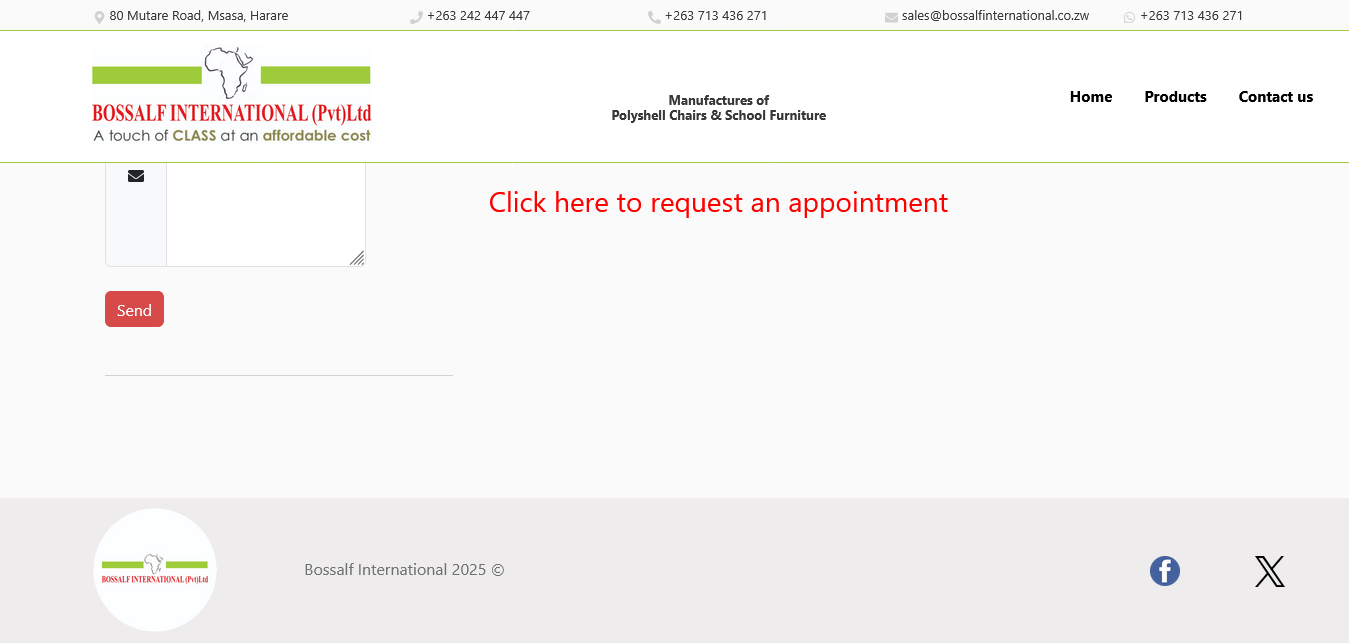 80 Mutare Road, Msasa, Harare
+263 242 447 447
+263 713 436 271
sales@bossalfinternational.co.zw
+263 713 436 271
BOSSALF INTERNATIONAL (Pvt)Ltd
A touch of CLASS at an affordable cost
Manufactures of
Polyshell Chairs & School Furniture
Home
Products
Contact us
Click here to request an appointment
Send
BOSSALF INTERNATIONAL (Pvt)Ltd
Bossalf International 2025 ©